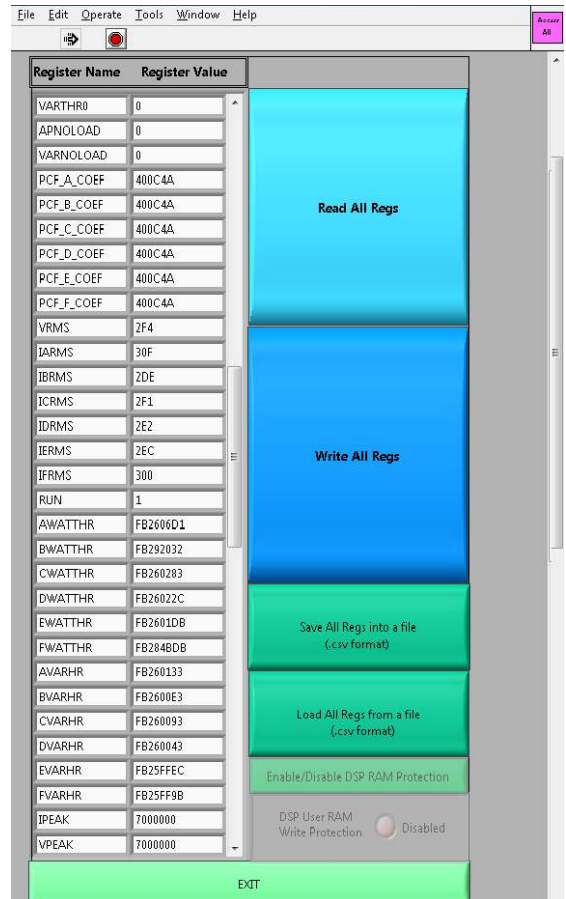 File Edit Operate Tools Window Help
Access All
Register Name Register Value
VARTHR0 0
APNOLOAD 0
VARNOLOAD 0
PCF_A_COEF 400C4A
PCF_B_COEF 400C4A
PCF_C_COEF 400C4A
PCF_D_COEF 400C4A
PCF_E_COEF 400C4A
PCF_F_COEF 400C4A
VRMS 2F4
IARMS 30F
IBRMS 2DE
ICRMS 2F1
IDRMS 2E2
IERMS 2EC
IFRMS 300
RUN 1
AWATTHR FB2606D1
BWATTHR FB292032
CWATTHR FB260283
DWATTHR FB26022C
EWATTHR FB2601DB
FWATTHR FB284BDB
AVARHR FB260133
BVARHR FB2600E3
CVARHR FB260093
DVARHR FB260043
EVARHR FB25FFEC
FVARHR FB25FF9B
IPEAK 7000000
VPEAK 7000000
Read All Regs
Write All Regs
Save All Regs into a file
(.csv format)
Load All Regs from a file
(.csv format)
Enable/Disable DSP RAM Protection
DSP User RAM
Write Protection Disabled
EXIT